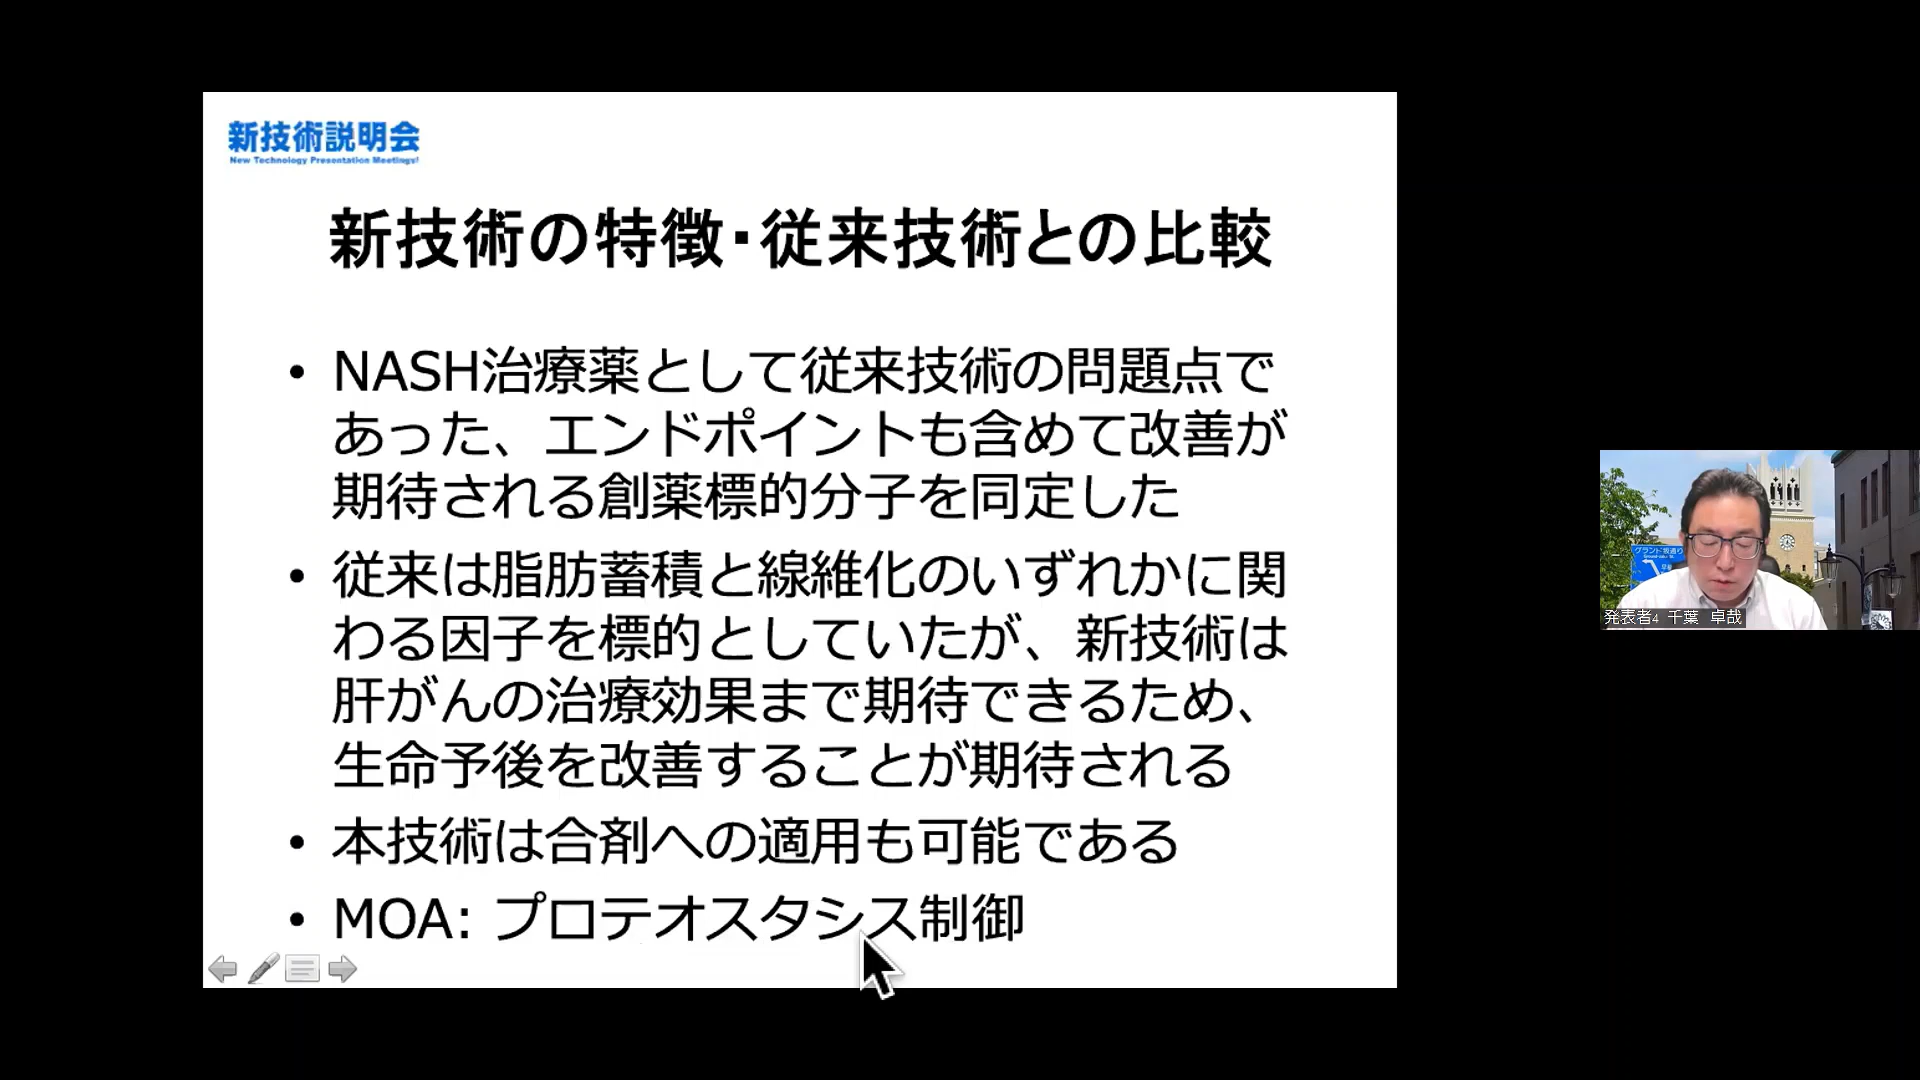 新技術説明会
New Technology Presentation Meetings!
新技術の特徴・従来技術との比較
• NASH治療薬として従来技術の問題点で
あった、エンドポイントも含めて改善が
期待される創薬標的分子を同定した
• 従来は脂肪蓄積と線維化のいずれかに関
わる因子を標的としていたが、新技術は
肝がんの治療効果まで期待できるため、
生命予後を改善することが期待される
• 本技術は合剤への適用も可能である
• MOA: プロテオスタシス制御
グランド坂通り
発表者4 千葉 卓哉